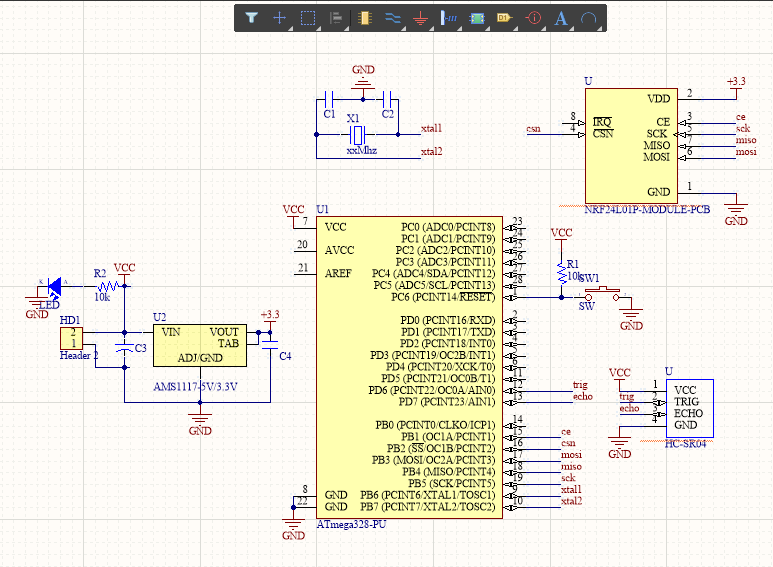 GND
C1
C2
X1
xxMhz
xtal1
xtal2
U
VDD
2
+3.3
8
IRQ
4
CSN
csn
CE
3
ce
SCK
5
sck
MISO
7
miso
MOSI
6
mosi
GND
1
GND
NRF24L01P-MODULE-PCB
U1
VCC
7
VCC
20
AVCC
21
AREF
PC0 (ADC0/PCINT8)
23
PC1 (ADC1/PCINT9)
24
PC2 (ADC2/PCINT10)
25
PC3 (ADC3/PCINT11)
26
PC4 (ADC4/SDA/PCINT12)
27
PC5 (ADC5/SCL/PCINT13)
28
PC6 (PCINT14/RESET)
1
PD0 (PCINT16/RXD)
2
PD1 (PCINT17/TXD)
3
PD2 (PCINT18/INT0)
4
PD3 (PCINT19/OC2B/INT1)
5
PD4 (PCINT20/XCK/T0)
6
PD5 (PCINT21/OC0B/T1)
11
PD6 (PCINT22/OC0A/AIN0)
12
trig
PD7 (PCINT23/AIN1)
13
echo
PB0 (PCINT0/CLKO/ICP1)
14
PB1 (OC1A/PCINT1)
15
ce
PB2 (SS/OC1B/PCINT2)
16
csn
PB3 (MOSI/OC2A/PCINT3)
17
mosi
PB4 (MISO/PCINT4)
18
miso
PB5 (SCK/PCINT5)
19
sck
PB6 (PCINT6/XTAL1/TOSC1)
9
xtal1
PB7 (PCINT7/XTAL2/TOSC2)
10
xtal2
8
GND
22
GND
GND
ATmega328-PU
VCC
R1
10k
SW1
SW
GND
VCC
R2
10k
LED
GND
HD1
2
1
Header 2
C3
U2
VIN
VOUT
TAB
ADJ/GND
AMS1117-5V/3.3V
+3.3
C4
GND
VCC
U
1
VCC
trig
2
TRIG
echo
3
ECHO
4
GND
GND
HC-SR04